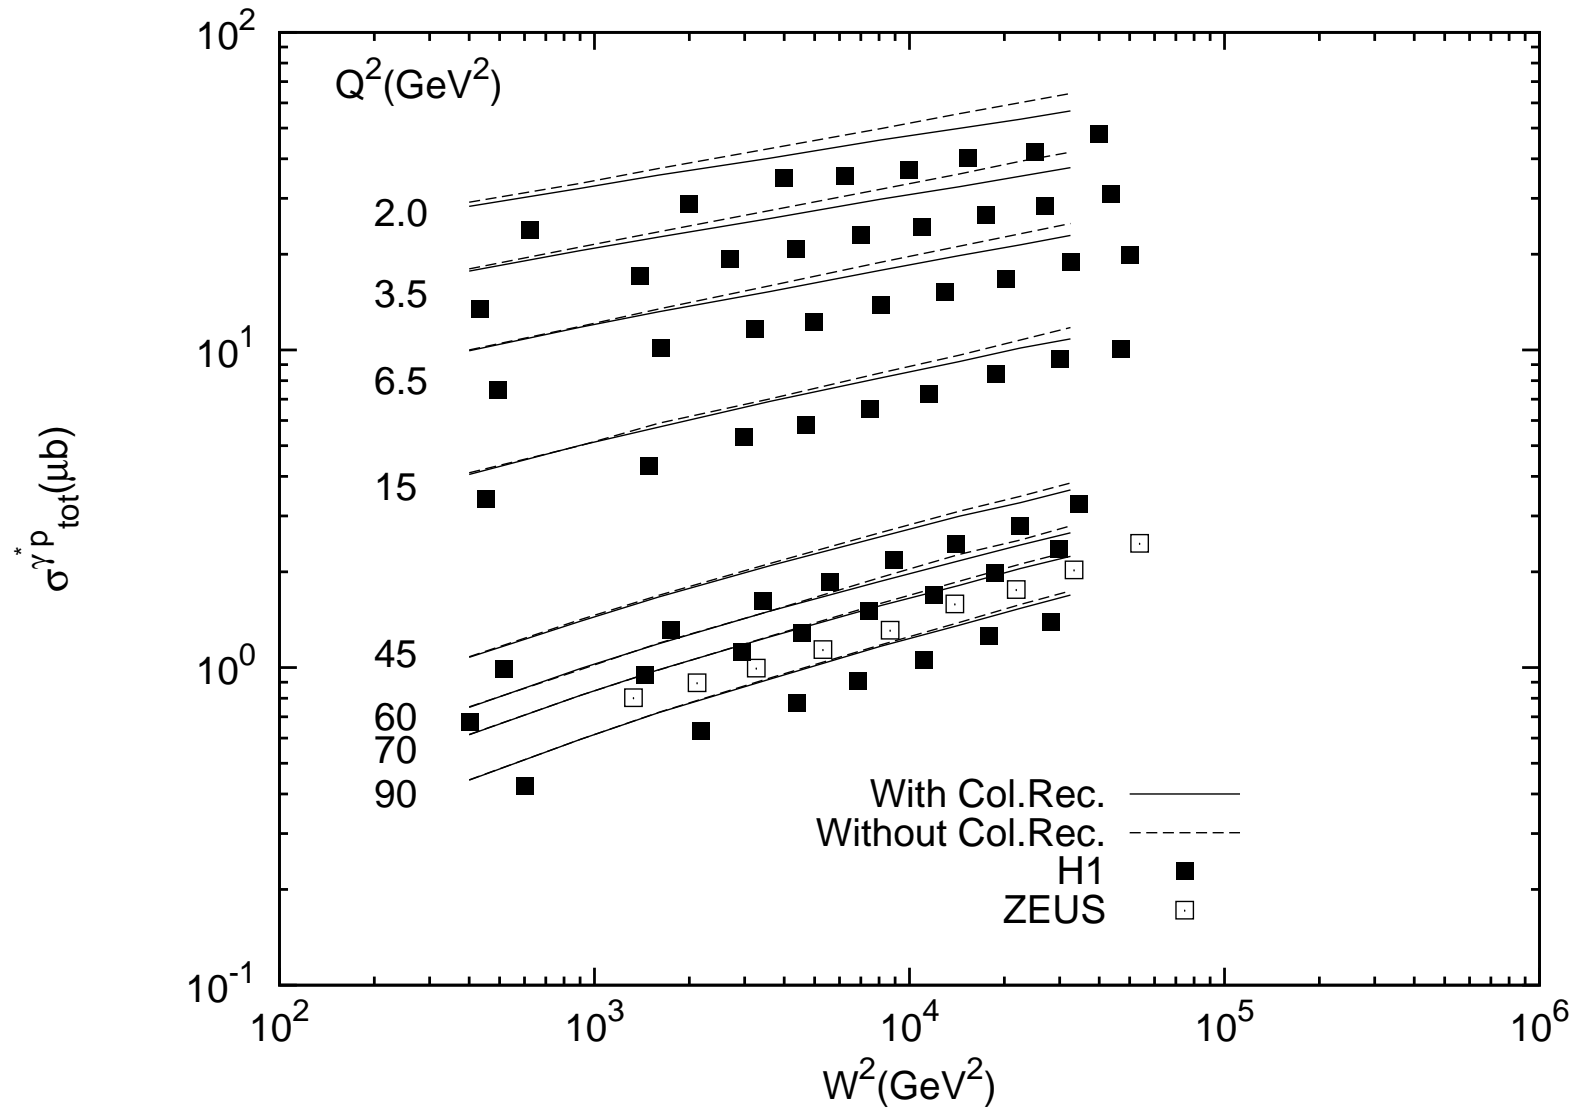 10^2
Q^2(GeV^2)
2.0
3.5
10^1
6.5
15
σ^{γ^* p}_{tot}(μb)
45
10^0
60
70
90
With Col.Rec.
Without Col.Rec.
H1
ZEUS
10^-1
10^2 10^3 10^4 10^5 10^6
W^2(GeV^2)